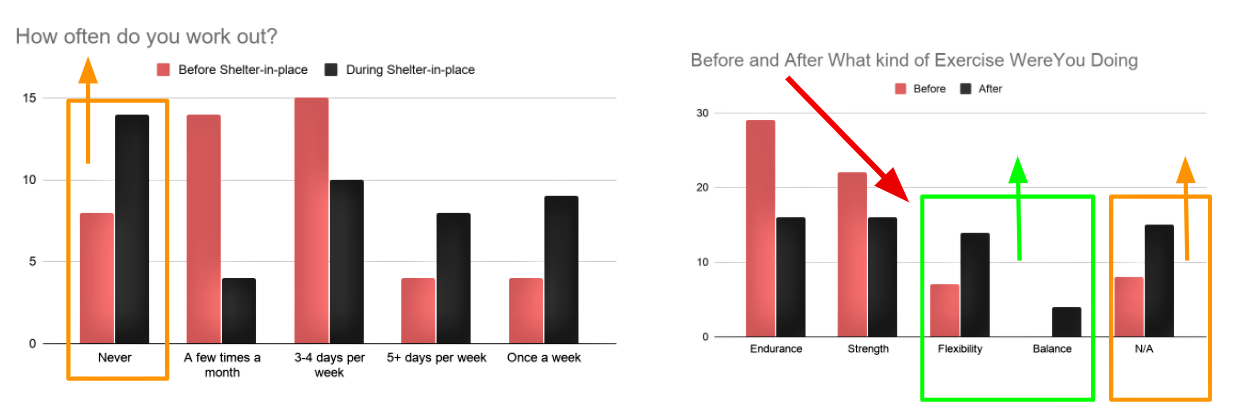 How often do you work out?
Before Shelter-in-place
During Shelter-in-place
15
10
5
0
Never
A few times a
month
3-4 days per
week
5+ days per week
Once a week
Before and After What kind of Exercise WereYou Doing
Before
After
30
20
10
0
Endurance
Strength
Flexibility
Balance
N/A